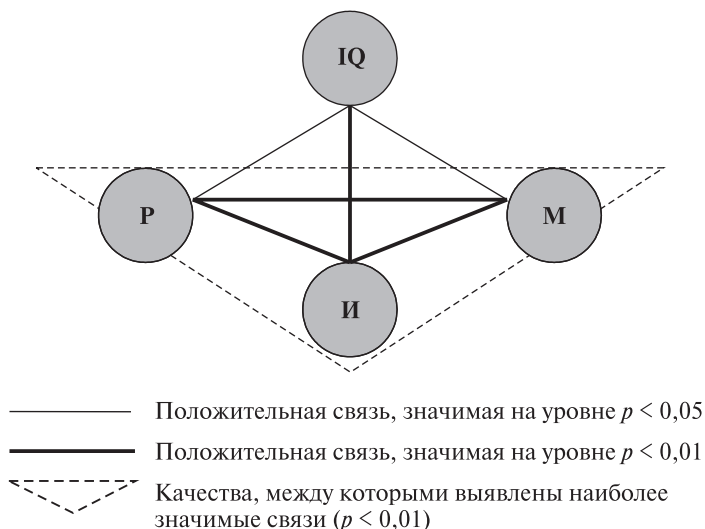 IQ
Р
М
И
Положительная связь, значимая на уровне p < 0,05
Положительная связь, значимая на уровне p < 0,01
Качества, между которыми выявлены наиболее
значимые связи (p < 0,01)